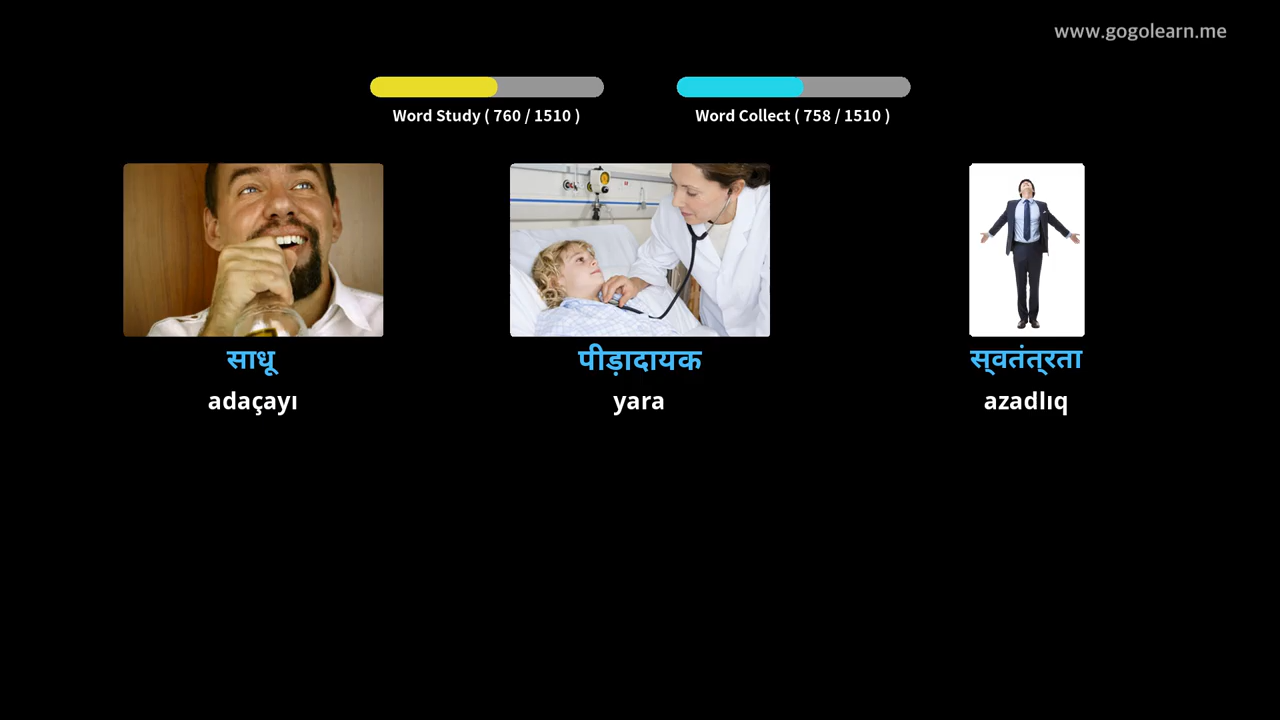 www.gogolearn.me
Word Study ( 760 / 1510 )
Word Collect ( 758 / 1510 )
साधू
पीड़ादायक
स्वतंत्रता
adaçayı
yara
azadlıq